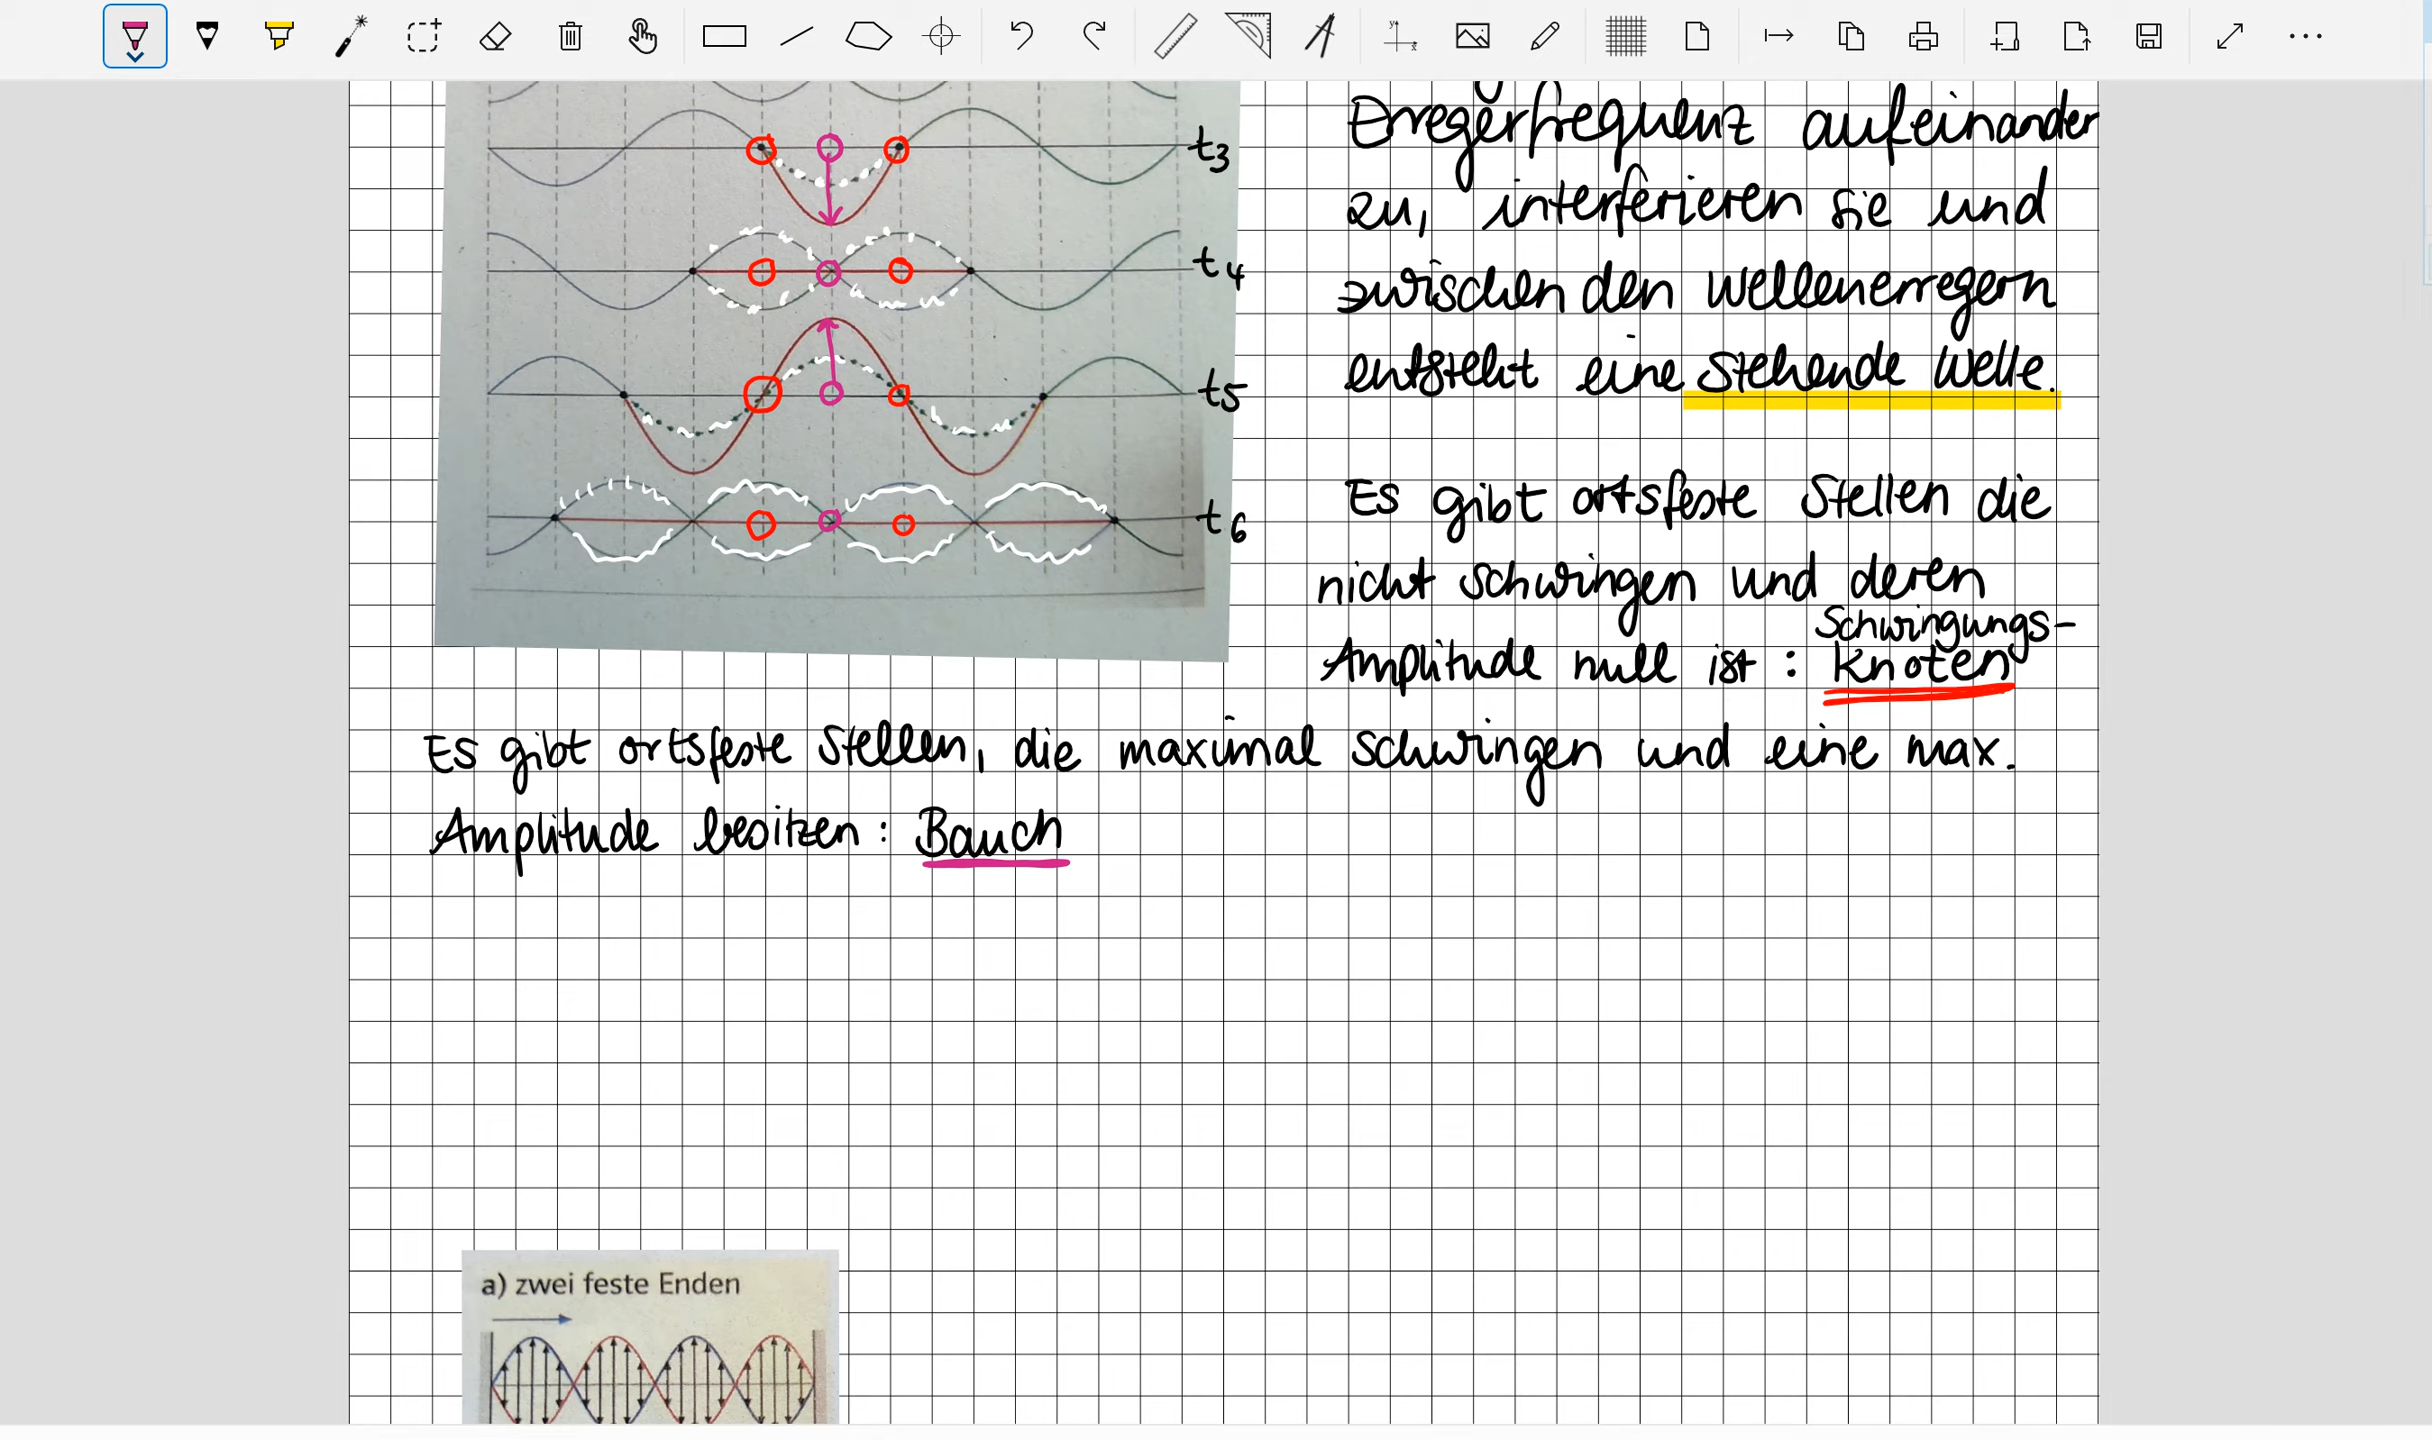 Erregerfrequenz aufeinander
t3
zu, interferieren sie und
t4
zwischen den Wellenerregern
entsteht eine Stehende Welle.
t5
Es gibt ortsfeste Stellen die
t6
nicht schwingen und deren
Schwingungs-
Amplitude null ist : Knoten
Es gibt ortsfeste Stellen, die maximal schwingen und eine max.
Amplitude besitzen : Bauch
a) zwei feste Enden